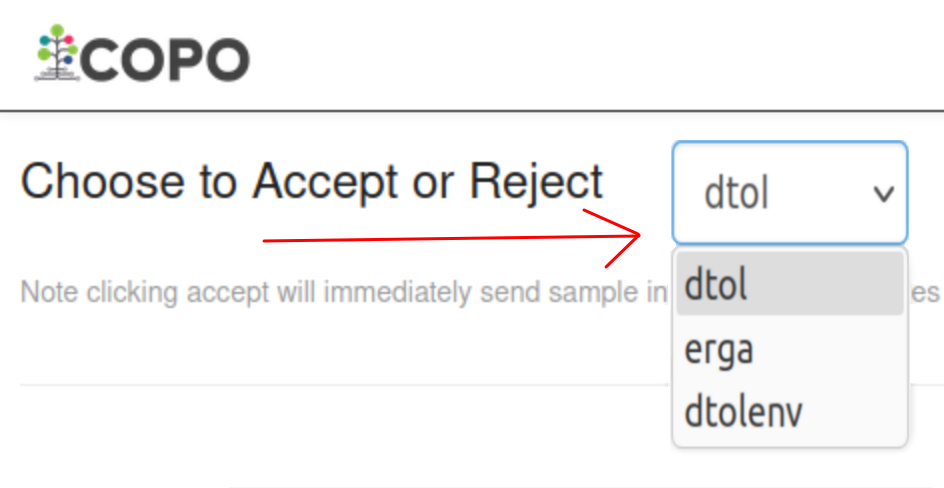 COPO
Choose to Accept or Reject
dtol
Note clicking accept will immediately send sample in es
dtol
erga
dtolenv